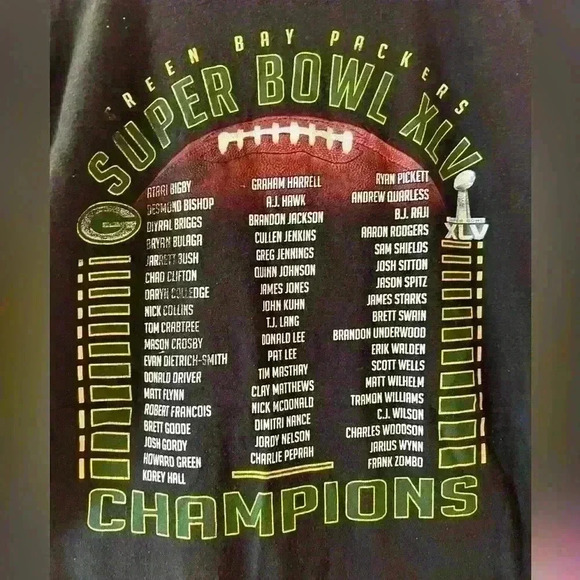 REEN BAY PACKERS
SUPER BOWL XLV
ATARI BIGBY
DESMOND BISHOP
DIYRAL BRIGGS
BRYAN BULAGA
JARRETT BUSH
CHAD CLIFTON
DARYN COLLEDGE
NICK COLLINS
TOM CRABTREE
MASON CROSBY
EVAN DIETRICH-SMITH
DONALD DRIVER
MATT FLYNN
ROBERT FRANCOIS
BRETT GOODE
JOSH GORDY
HOWARD GREEN
KOREY HALL
GRAHAM HARRELL
A.J. HAWK
BRANDON JACKSON
CULLEN JENKINS
GREG JENNINGS
QUINN JOHNSON
JAMES JONES
JOHN KUHN
T.J. LANG
DONALD LEE
PAT LEE
TIM MASTHAY
CLAY MATTHEWS
NICK MCDONALD
DIMITRI NANCE
JORDY NELSON
CHARLIE PEPRAH
RYAN PICKETT
ANDREW QUARLESS
B.J. RAJI
AARON RODGERS
SAM SHIELDS
JOSH SITTON
JASON SPITZ
JAMES STARKS
BRETT SWAIN
BRANDON UNDERWOOD
ERIK WALDEN
SCOTT WELLS
MATT WILHELM
TRAMON WILLIAMS
C.J. WILSON
CHARLES WOODSON
JARIUS WYNN
FRANK ZOMBO
G
XLV
CHAMPIONS